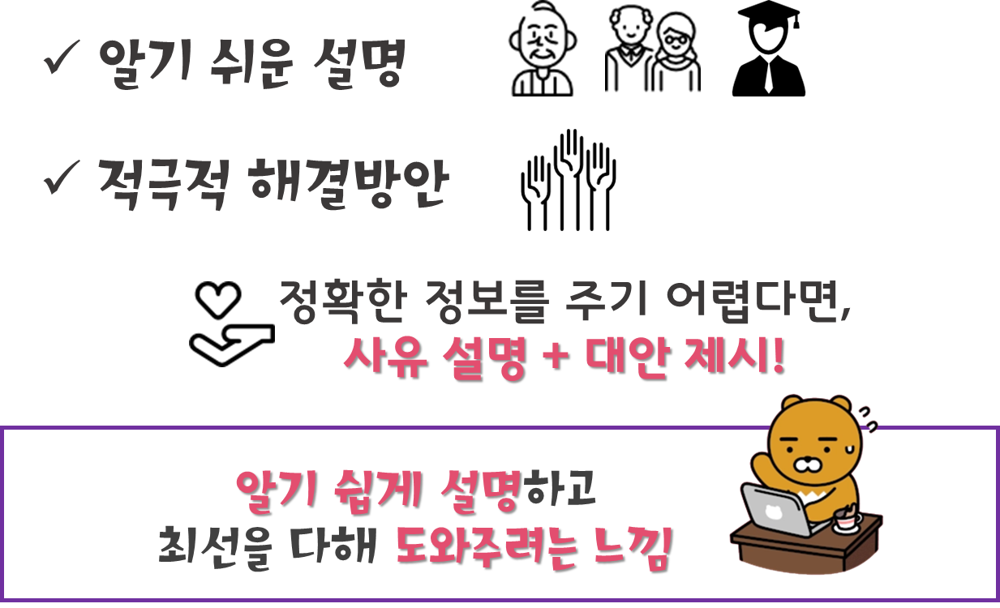 ✓ 알기 쉬운 설명
✓ 적극적 해결방안
정확한 정보를 주기 어렵다면,
사유 설명 + 대안 제시!
알기 쉽게 설명하고
최선을 다해 도와주려는 느낌